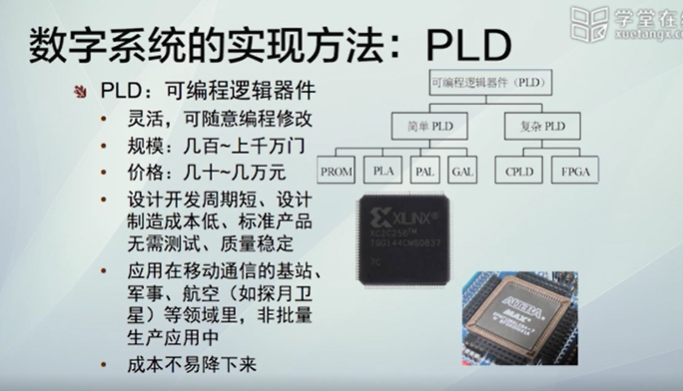 学堂在线
xuetangx.c
数字系统的实现方法：PLD
PLD：可编程逻辑器件
• 灵活，可随意编程修改
• 规模：几百~上千万门
• 价格：几十~几万元
• 设计开发周期短、设计
制造成本低、标准产品
无需测试、质量稳定
• 应用在移动通信的基站、
军事、航空（如探月卫
星）等领域里，非批量
生产应用中
• 成本不易降下来
可编程逻辑器件（PLD）
简单 PLD
复杂 PLD
PROM
PLA
PAL
GAL
CPLD
FPGA
XILINX®
XC2C256™
7C
ALTERA
MAX